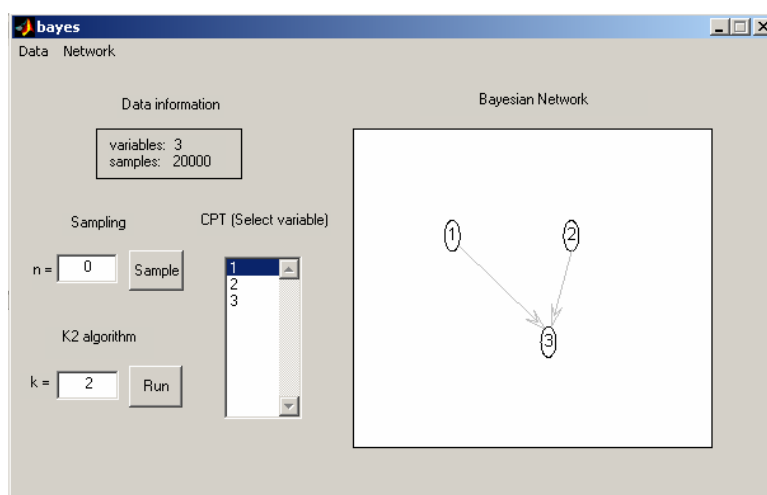 bayes
Data Network
Data information
variables: 3
samples: 20000
Sampling
n = 0 Sample
K2 algorithm
k = 2 Run
CPT (Select variable)
1
2
3
Bayesian Network
1 2
3